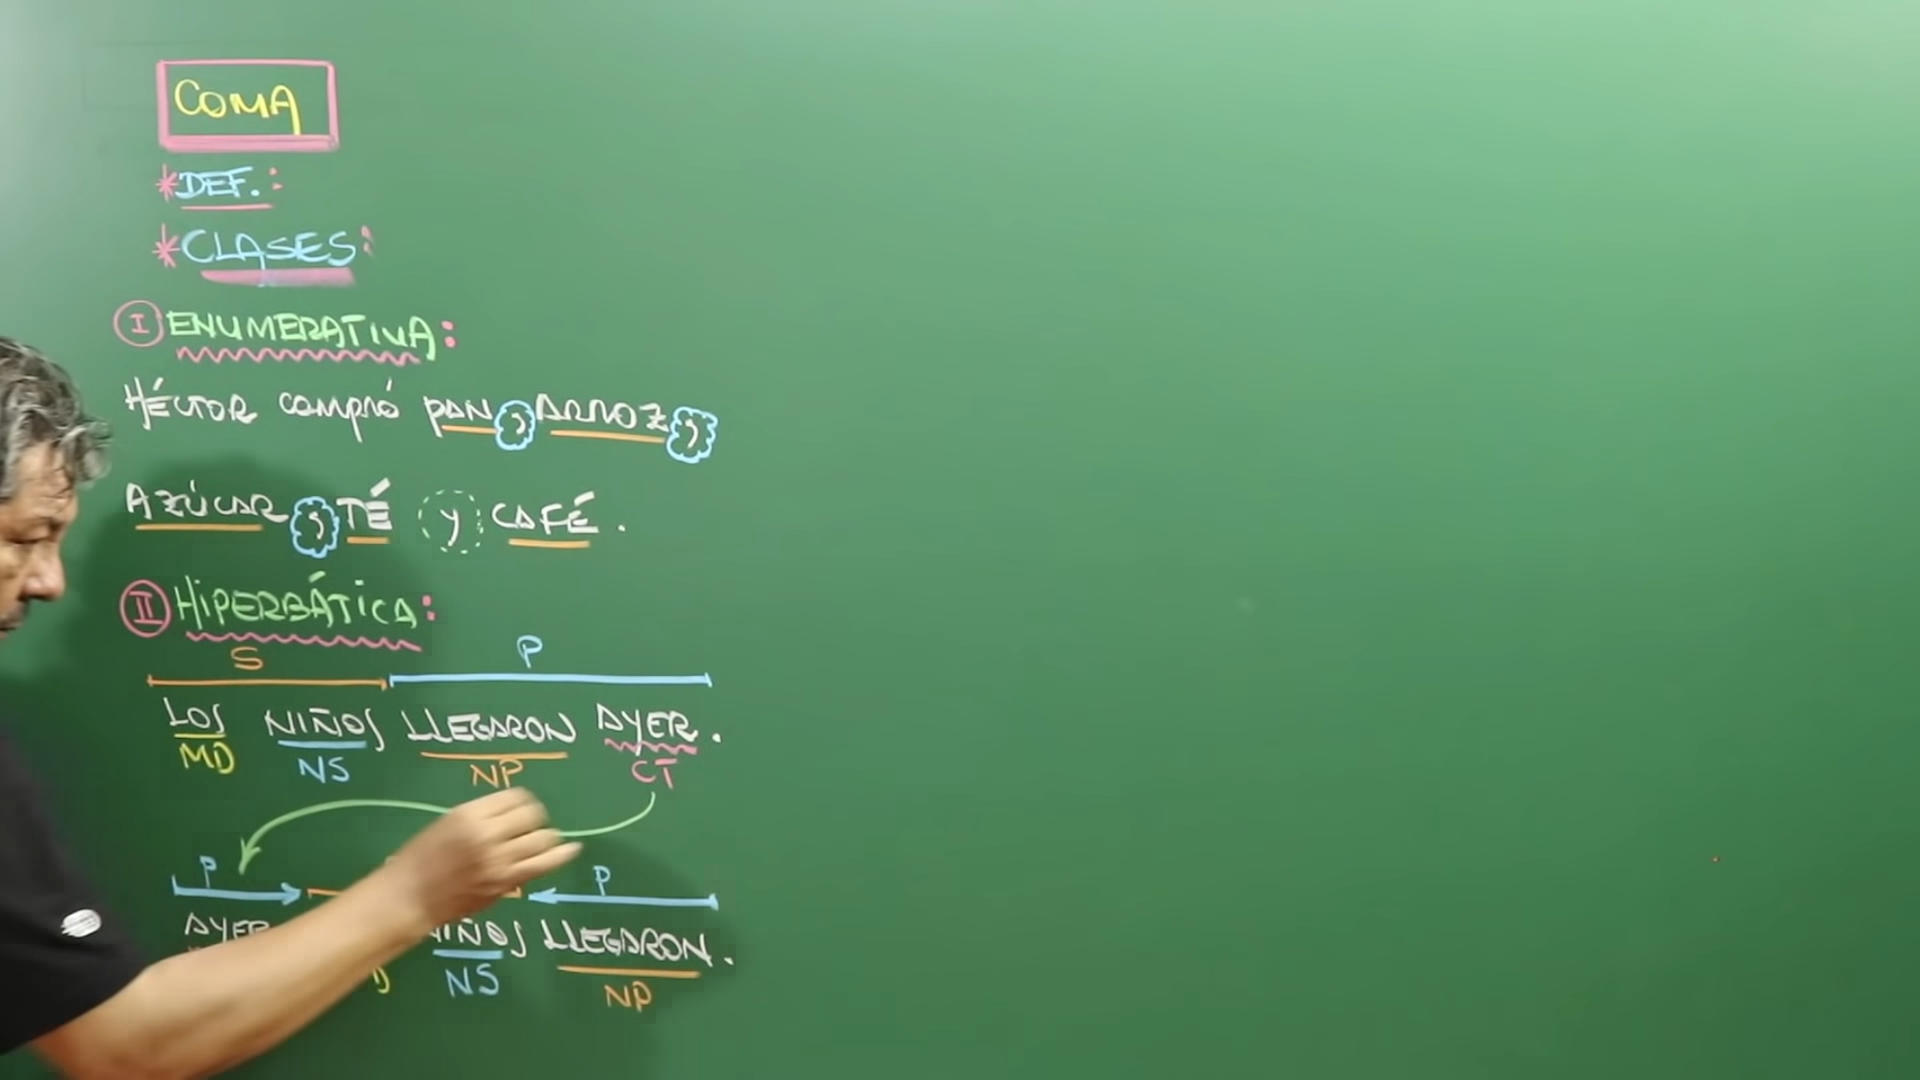 COMA
*DEF.:
*CLASES:
I ENUMERATIVA:
HÉCTOR compró PAN, ARROZ,
AZÚCAR, TÉ y CAFÉ.
II HiPERBÁTiCA:
S P
LOS NIÑOS LLEGARON AYER.
MD NS NP CT
P P
AYER NIÑOS LLEGARON.
NS NP